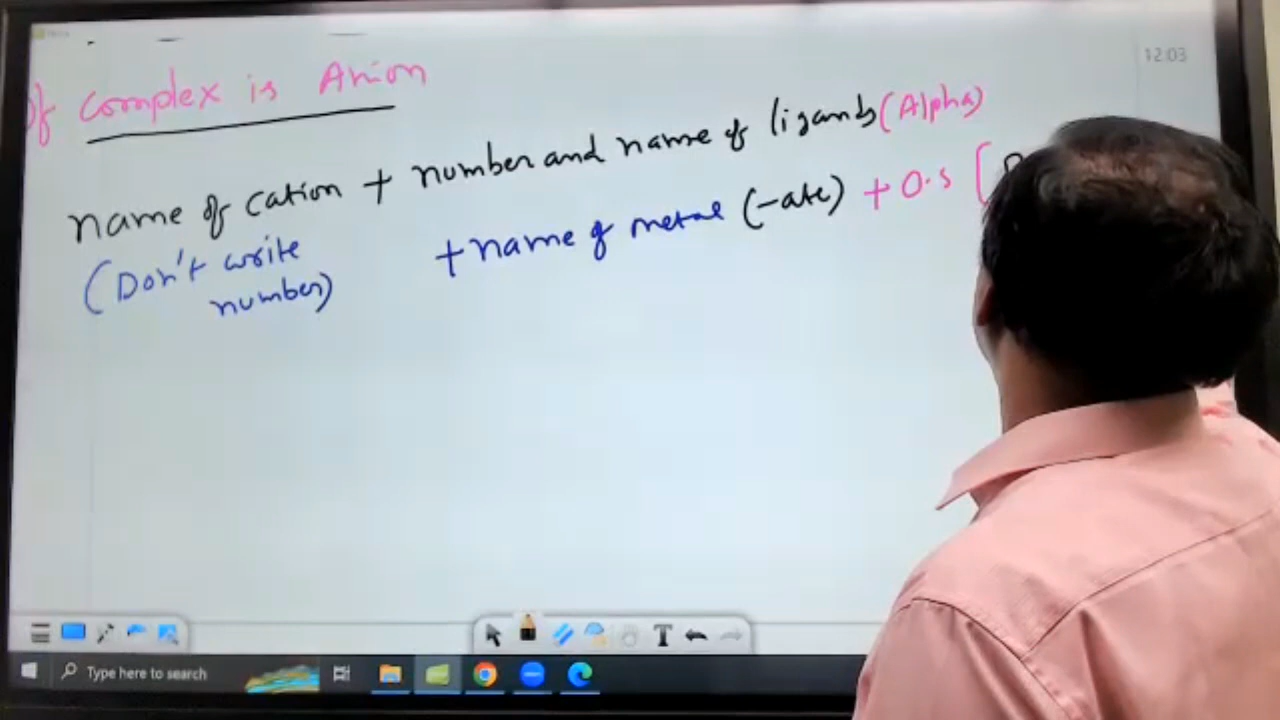 If complex is Anion
12:03
name of cation + number and name of ligands (Alpha)
(Don't write number)
+ name of metal (-ate) + O.S [
Type here to search